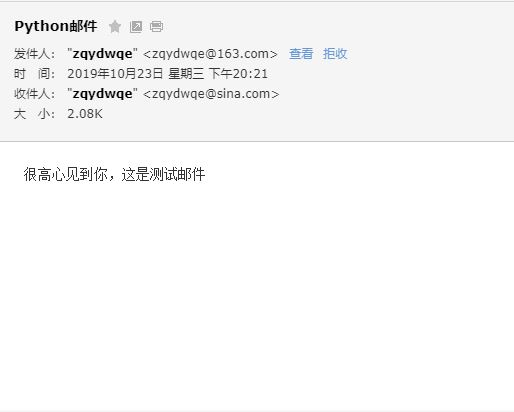 Python邮件
发件人： "zqydwqe" <zqydwqe@163.com> 查看 拒收
时 间： 2019年10月23日 星期三 下午20:21
收件人： "zqydwqe" <zqydwqe@sina.com>
大 小： 2.08K
很高心见到你，这是测试邮件